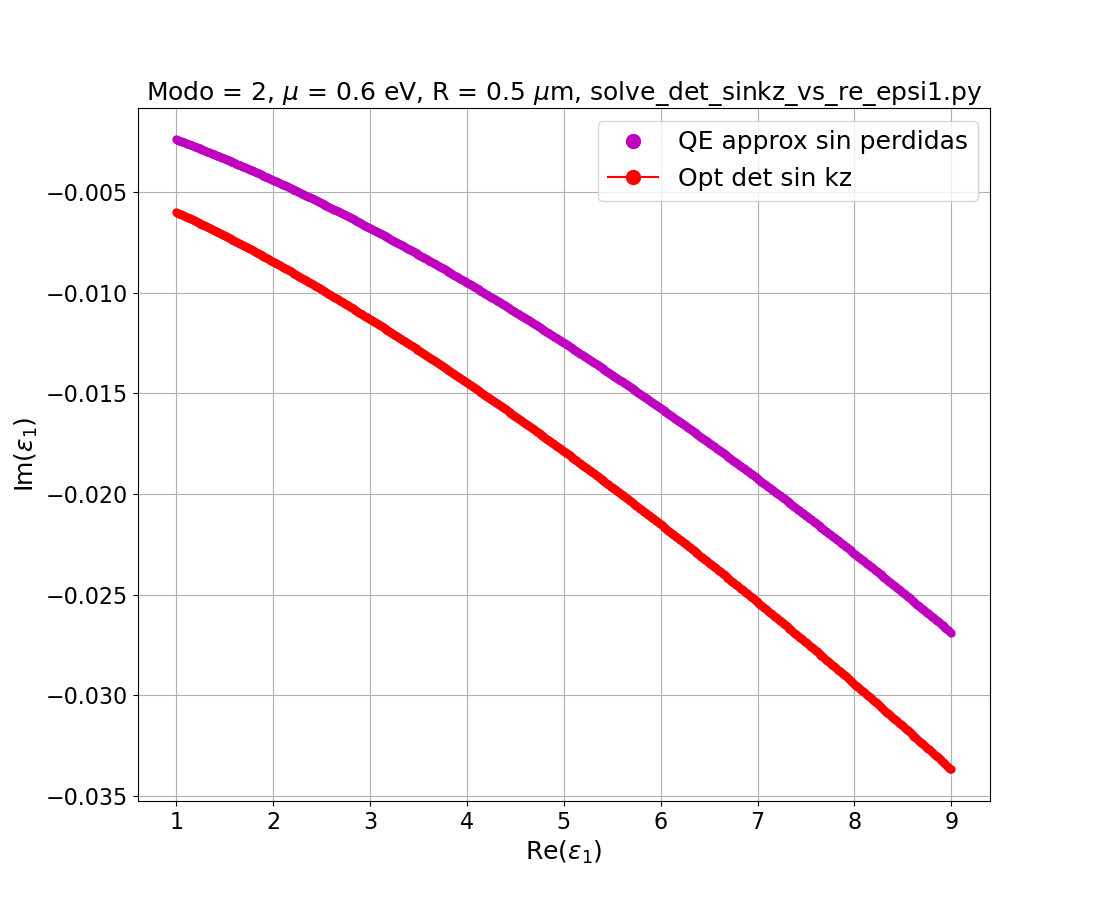 Modo = 2, μ = 0.6 eV, R = 0.5 μm, solve_det_sinkz_vs_re_epsi1.py
QE approx sin perdidas
Opt det sin kz
−0.005
−0.010
−0.015
−0.020
−0.025
−0.030
−0.035
Im(ε₁)
1 2 3 4 5 6 7 8 9
Re(ε₁)